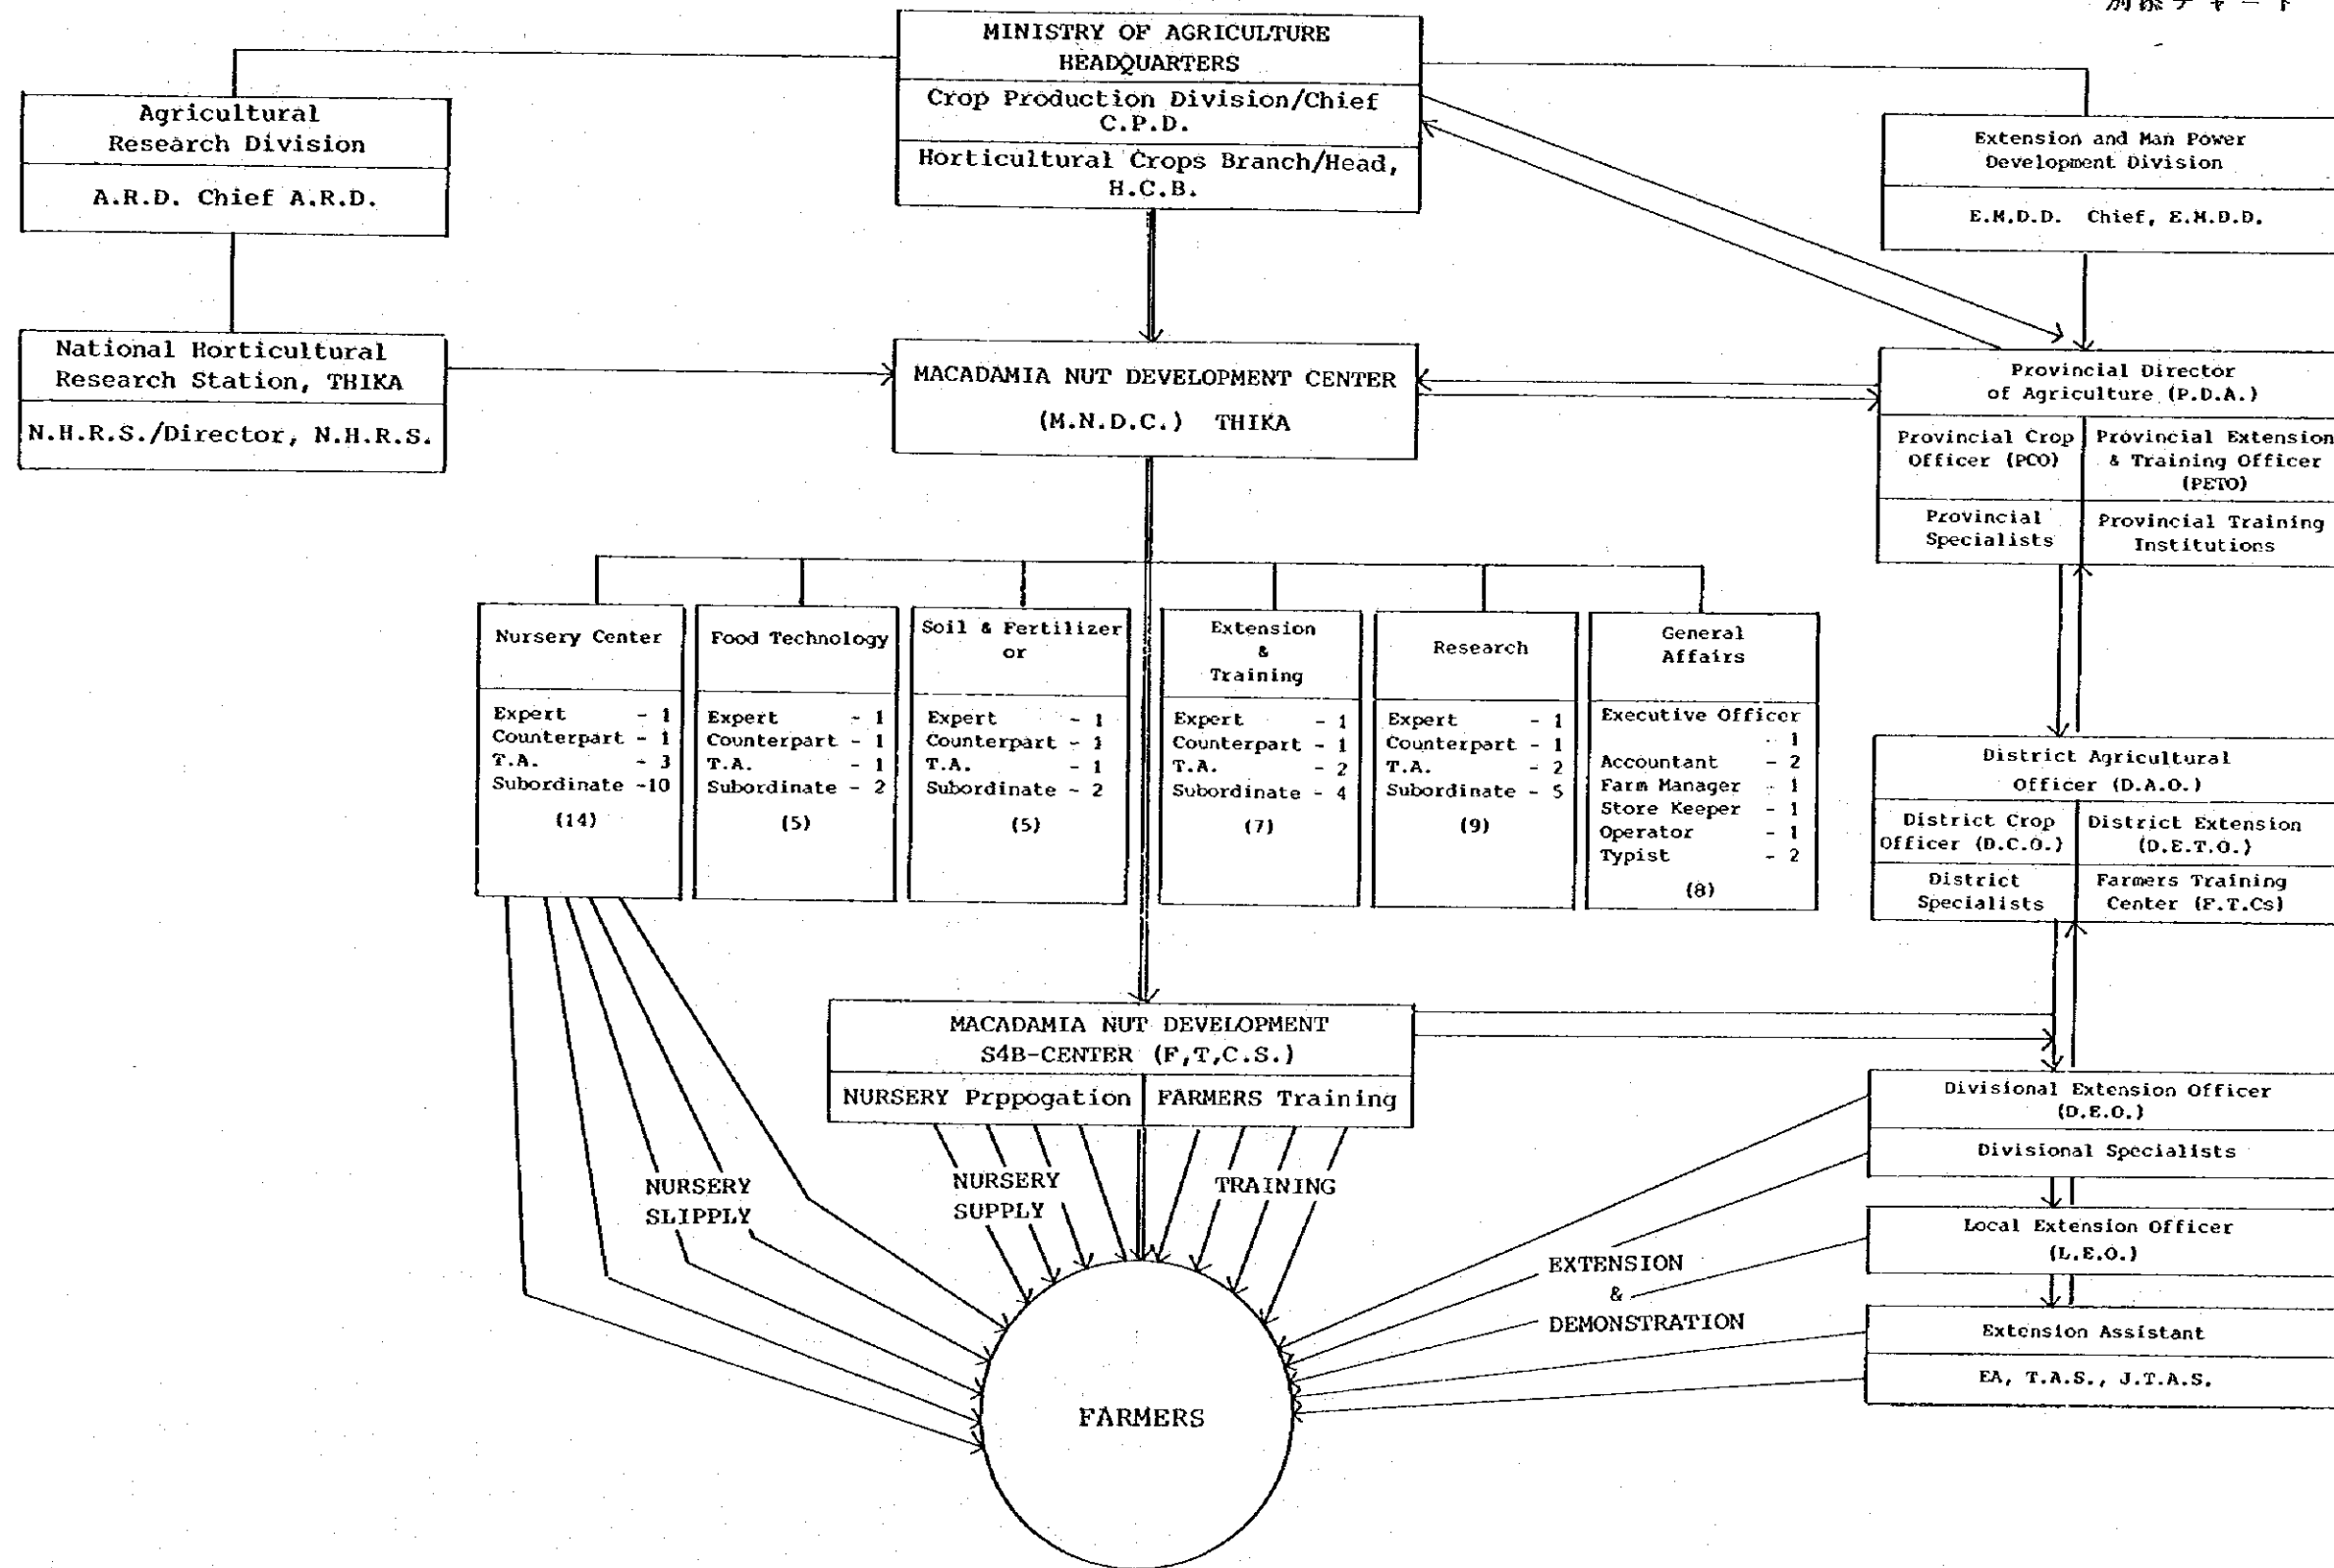 別添チャート
MINISTRY OF AGRICULTURE
HEADQUARTERS
Crop Production Division/Chief
C.P.D.
Horticultural Crops Branch/Head,
H.C.B.
Agricultural
Research Division
A.R.D. Chief A.R.D.
Extension and Man Power
Development Division
E.M.D.D. Chief, E.M.D.D.
National Horticultural
Research Station, THIKA
N.H.R.S./Director, N.H.R.S.
MACADAMIA NUT DEVELOPMENT CENTER
(M.N.D.C.) THIKA
Provincial Director
of Agriculture (P.D.A.)
Provincial Crop
Officer (PCO)
Provincial Extension
& Training Officer
(PETO)
Provincial
Specialists
Provincial Training
Institutions
Nursery Center
Expert - 1
Counterpart - 1
T.A. - 3
Subordinate -10
(14)
Food Technology
Expert - 1
Counterpart - 1
T.A. - 1
Subordinate - 2
(5)
Soil & Fertilizer
or
Expert - 1
Counterpart - 1
T.A. - 1
Subordinate - 2
(5)
Extension
&
Training
Expert - 1
Counterpart - 1
T.A. - 2
Subordinate - 4
(7)
Research
Expert - 1
Counterpart - 1
T.A. - 2
Subordinate - 5
(9)
General
Affairs
Executive Officer
- 1
Accountant - 2
Farm Manager - 1
Store Keeper - 1
Operator - 1
Typist - 2
(8)
District Agricultural
Officer (D.A.O.)
District Crop
Officer (D.C.O.)
District Extension
(D.E.T.O.)
District
Specialists
Farmers Training
Center (F.T.Cs)
MACADAMIA NUT DEVELOPMENT
S4B-CENTER (F,T,C.S.)
NURSERY Prppogation
FARMERS Training
Divisional Extension Officer
(D.E.O.)
Divisional Specialists
NURSERY
SLIPPLY
NURSERY
SUPPLY
TRAINING
Local Extension Officer
(L.E.O.)
EXTENSION
&
DEMONSTRATION
Extension Assistant
EA, T.A.S., J.T.A.S.
FARMERS